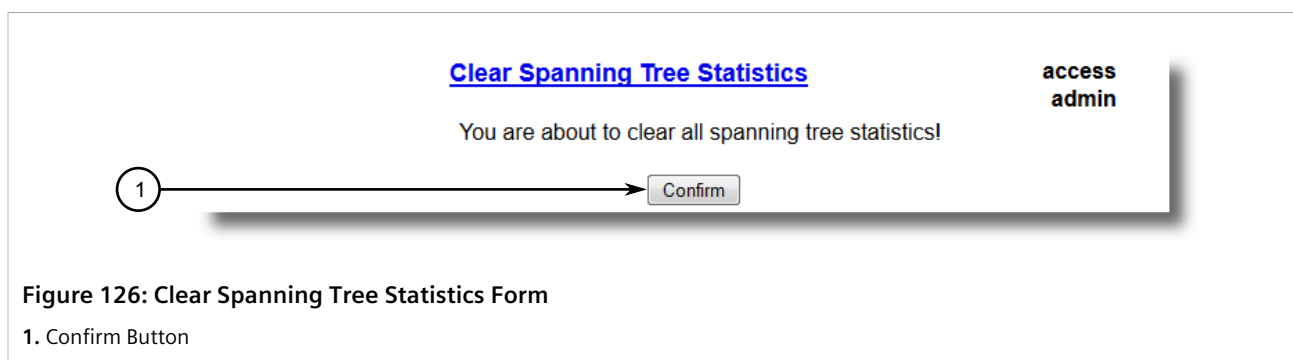 Clear Spanning Tree Statistics
access
admin
You are about to clear all spanning tree statistics!
1
Confirm
Figure 126: Clear Spanning Tree Statistics Form
1. Confirm Button